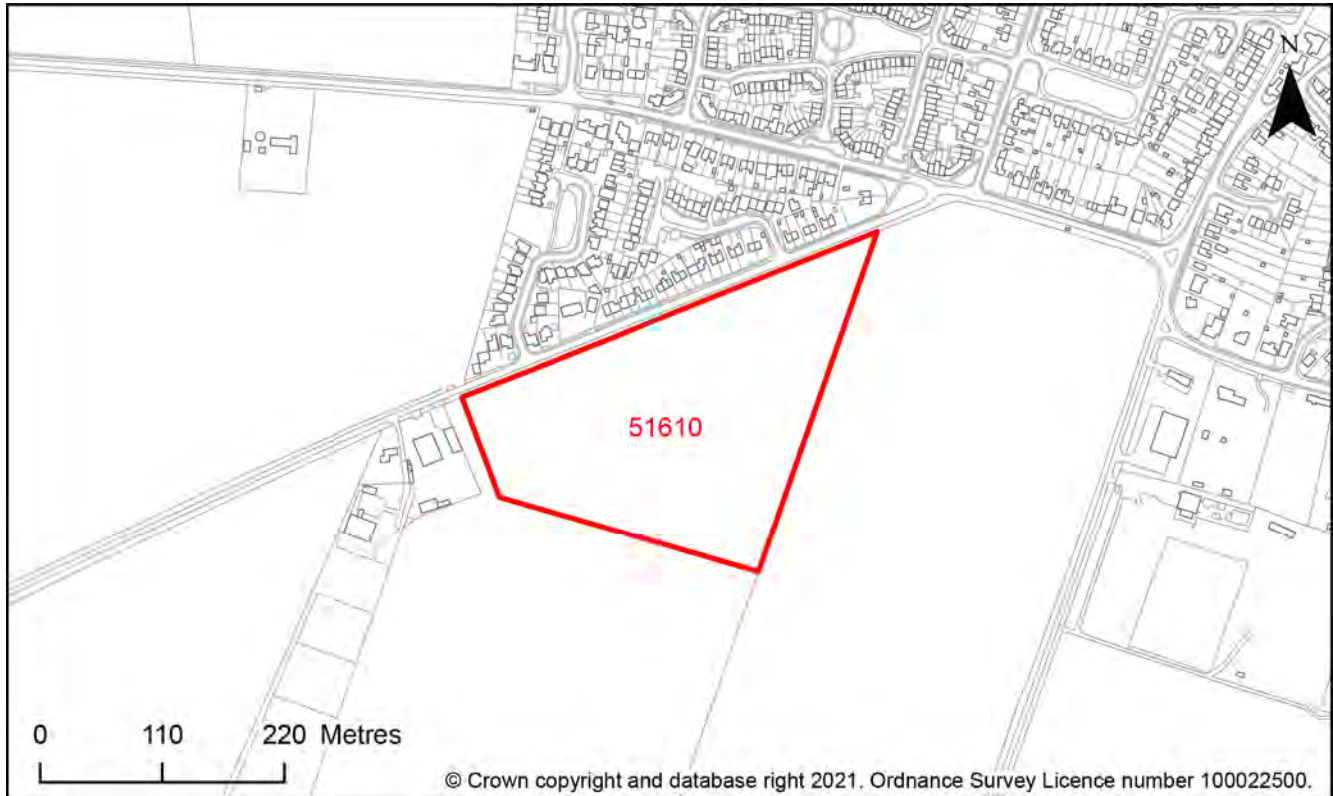 N
51610
0 110 220 Metres
© Crown copyright and database right 2021. Ordnance Survey Licence number 100022500.